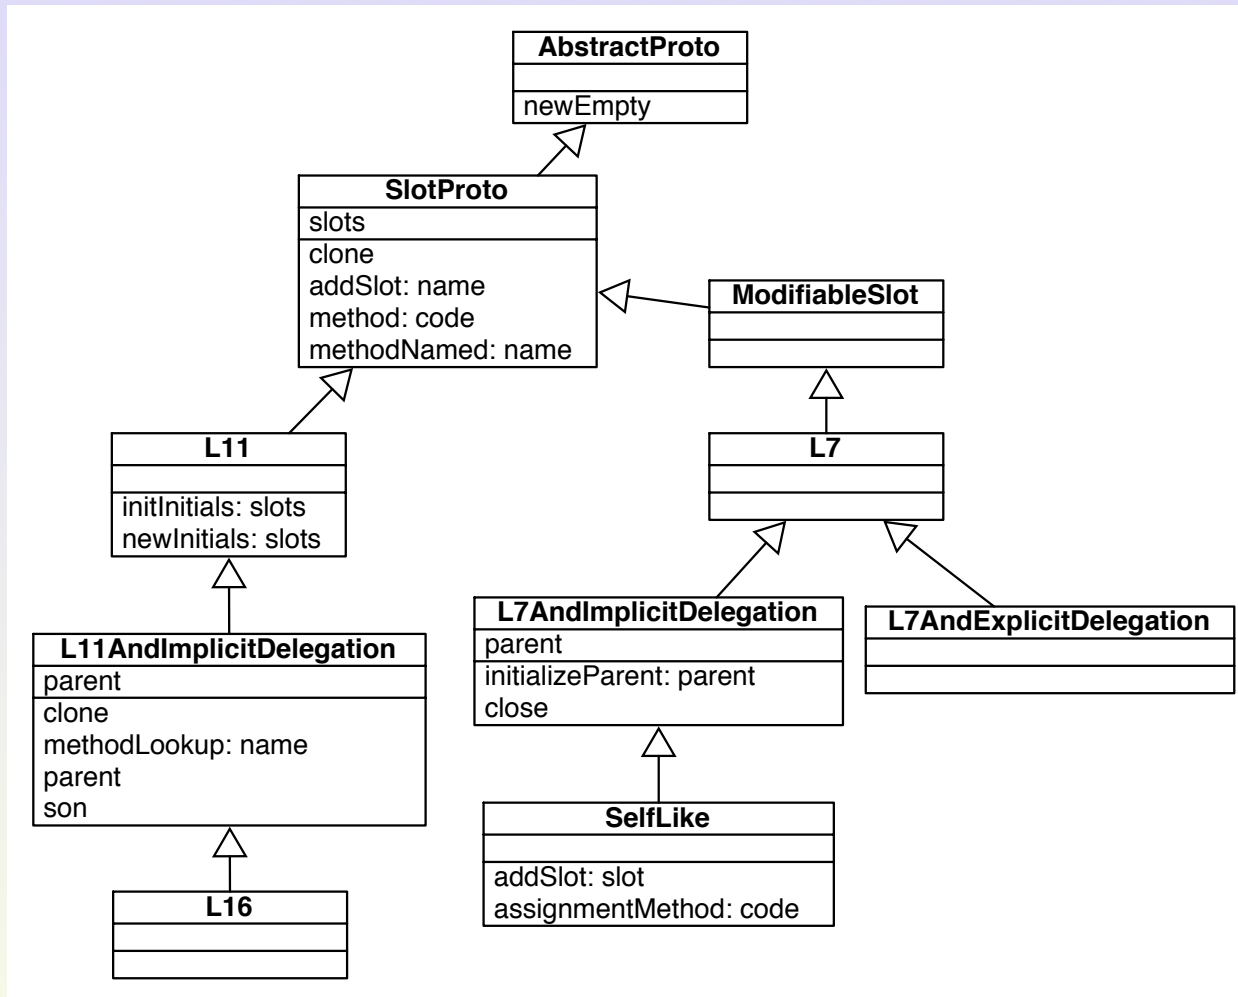 AbstractProto
newEmpty
SlotProto
slots
clone
addSlot: name
method: code
methodNamed: name
ModifiableSlot
L11
initInitials: slots
newInitials: slots
L7
L11AndImplicitDelegation
parent
clone
methodLookup: name
parent
son
L7AndImplicitDelegation
parent
initializeParent: parent
close
L7AndExplicitDelegation
SelfLike
addSlot: slot
assignmentMethod: code
L16